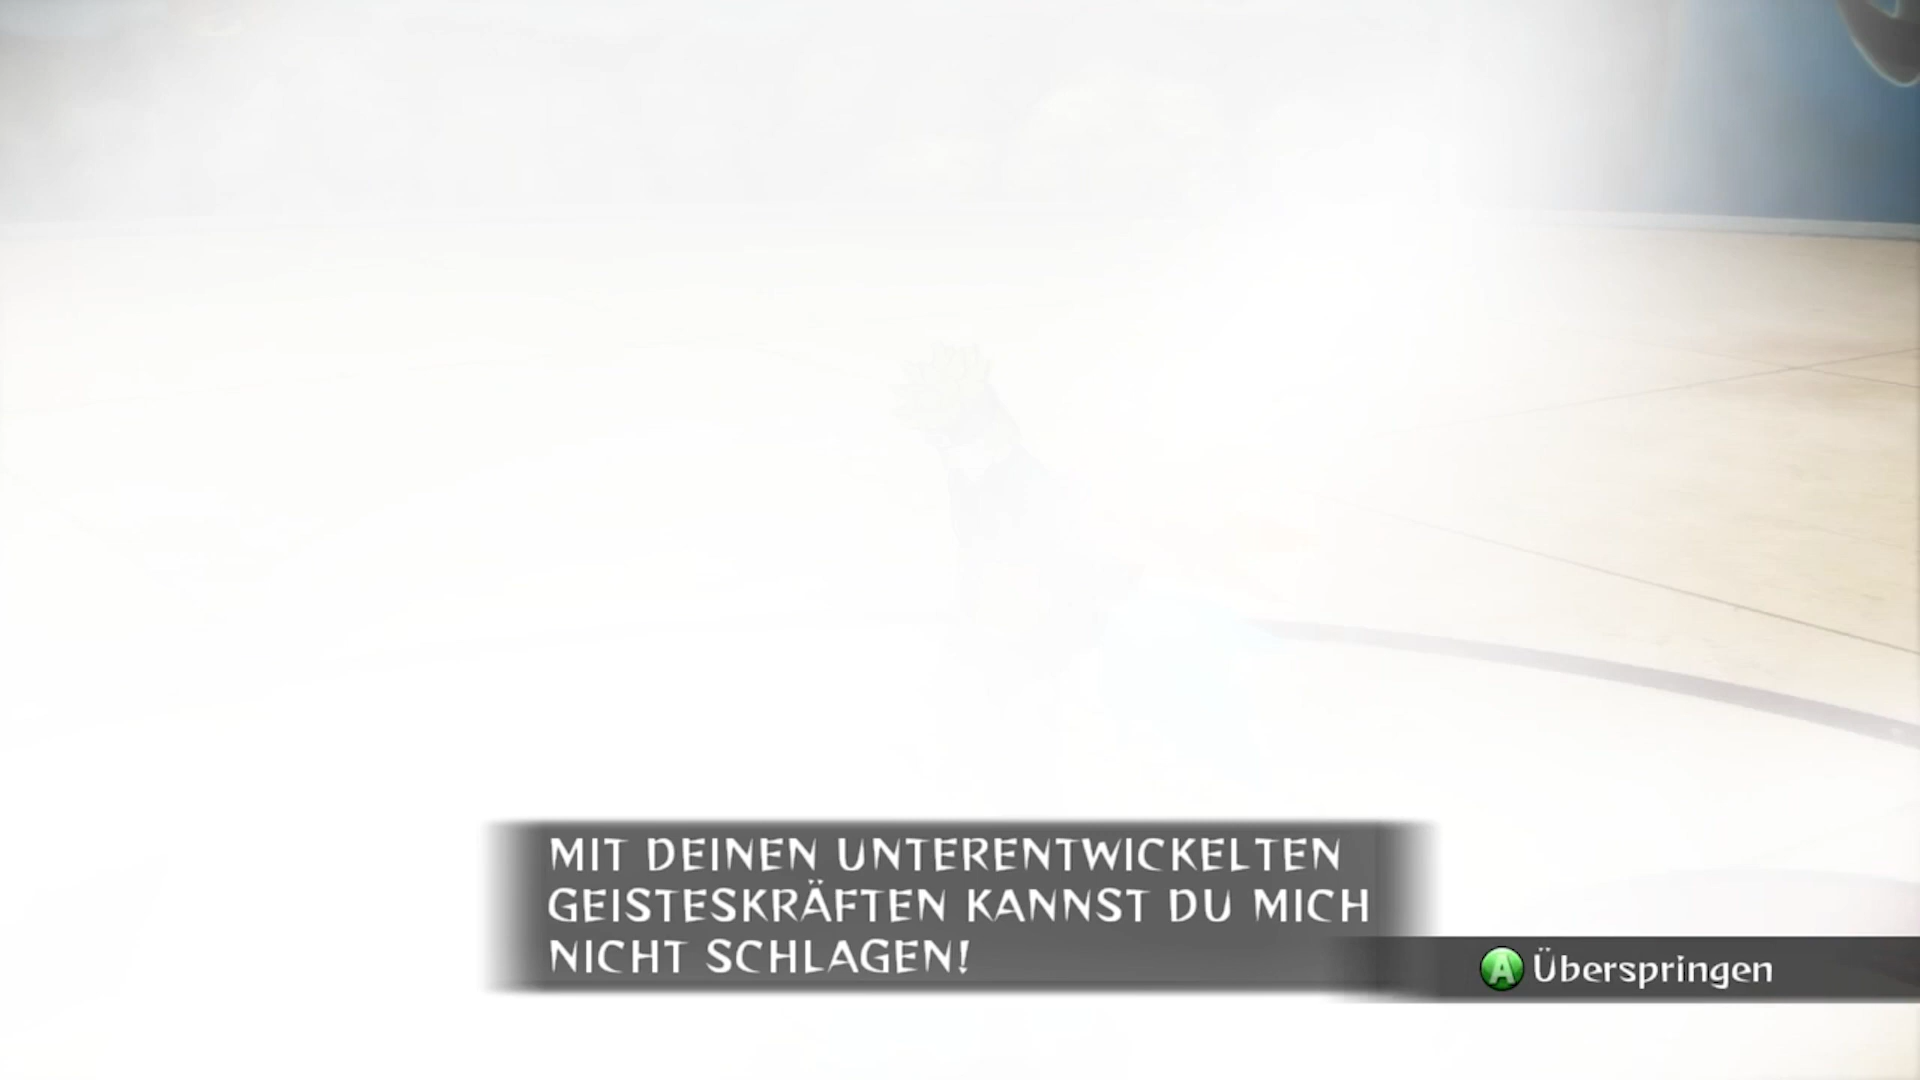 MIT DEINEN UNTERENTWICKELTEN
GEISTESKRÄFTEN KANNST DU MICH
NICHT SCHLAGEN!
A Überspringen